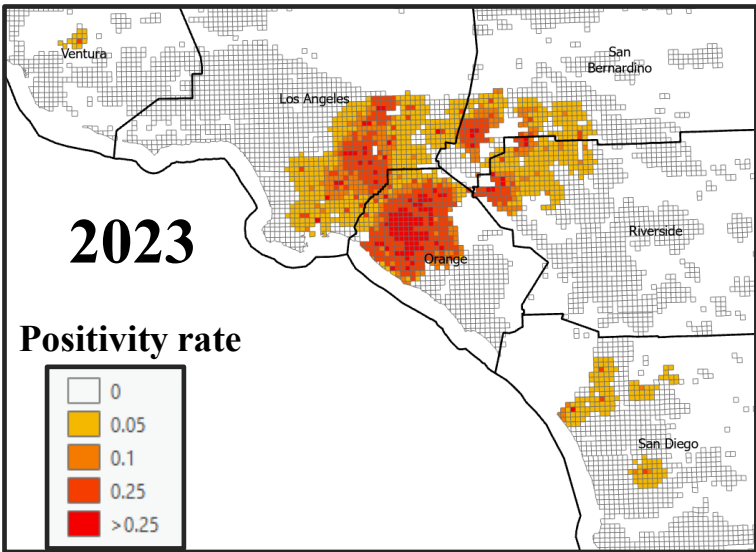 Ventura
San
Bernardino
Los Angeles
2023
Riverside
Orange
Positivity rate
0
0.05
0.1
0.25
>0.25
San Diego